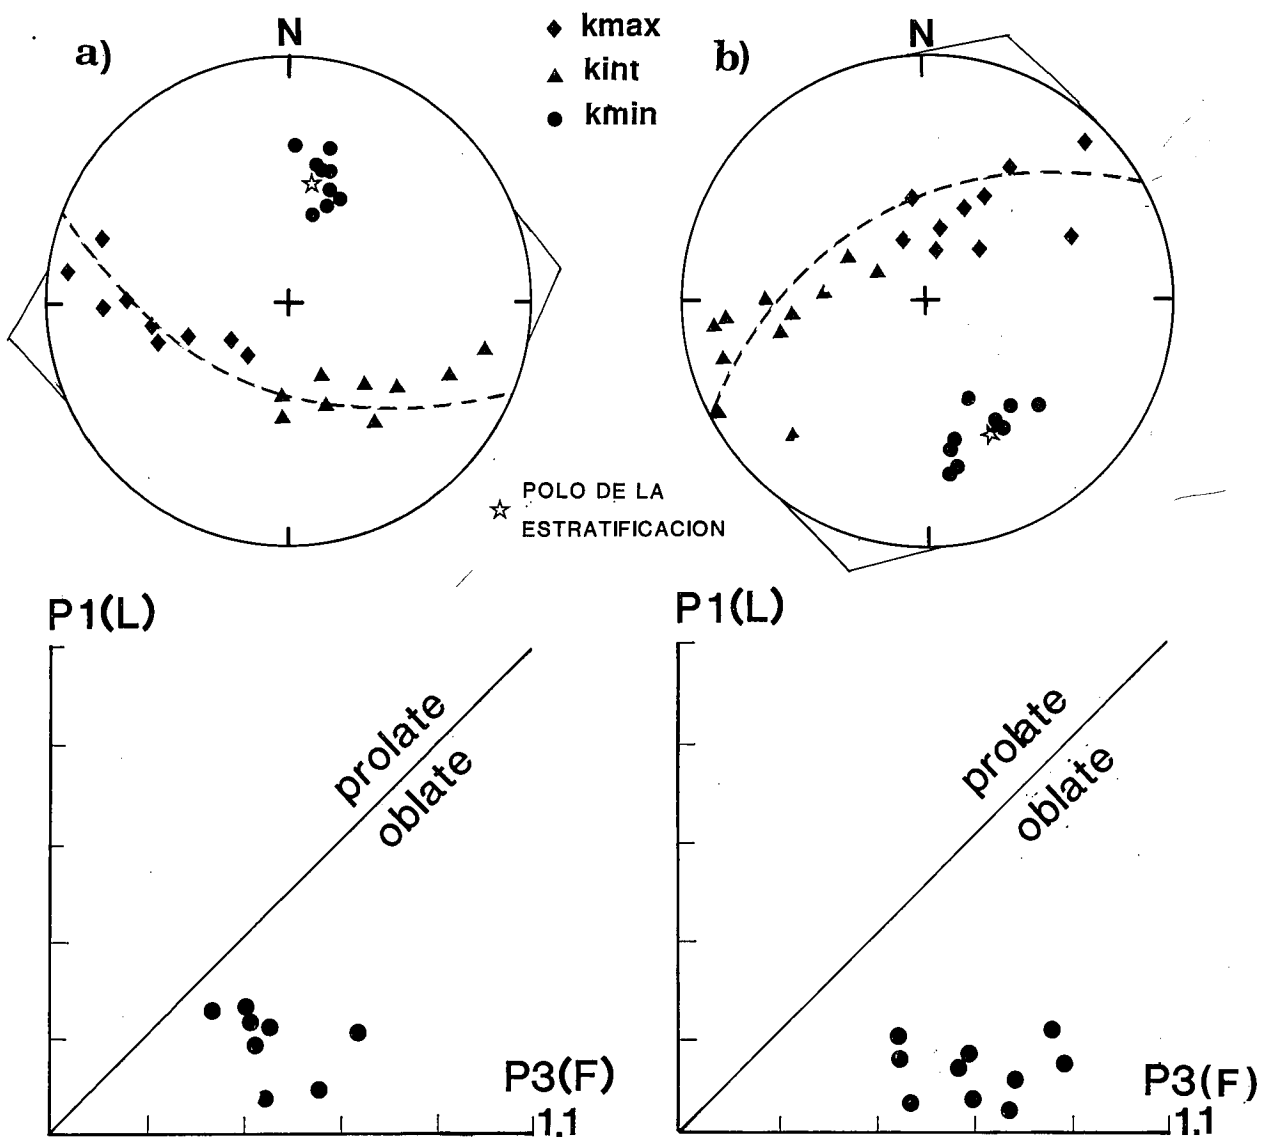 a)
N
kmax
kint
kmin
b)
N
POLO DE LA
ESTRATIFICACION
P1(L)
prolate
oblate
P3(F)
1.1
P1(L)
prolate
oblate
P3(F)
1.1